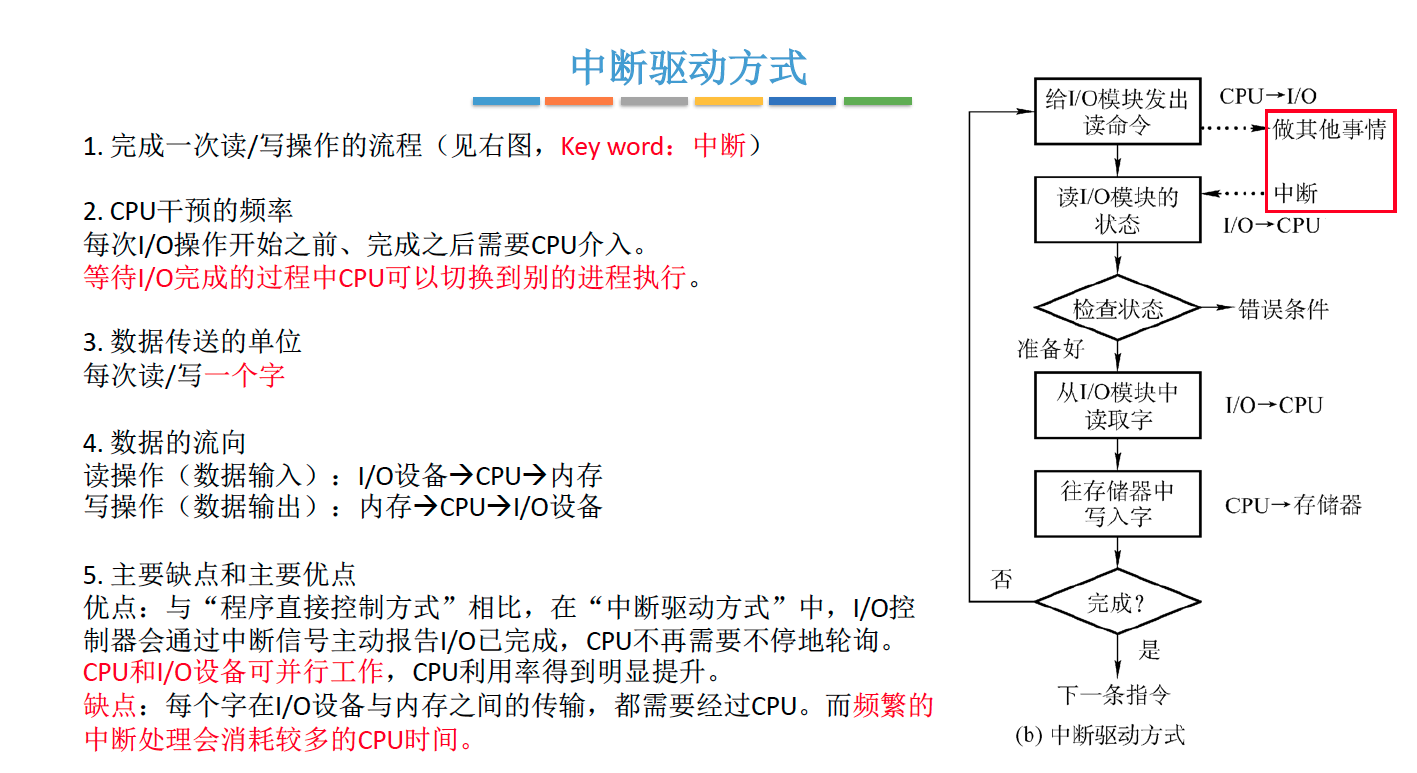 中断驱动方式
1. 完成一次读/写操作的流程（见右图，Key word：中断）
2. CPU干预的频率
每次I/O操作开始之前、完成之后需要CPU介入。
等待I/O完成的过程中CPU可以切换到别的进程执行。
3. 数据传送的单位
每次读/写一个字
4. 数据的流向
读操作（数据输入）：I/O设备→CPU→内存
写操作（数据输出）：内存→CPU→I/O设备
5. 主要缺点和主要优点
优点：与“程序直接控制方式”相比，在“中断驱动方式”中，I/O控
制器会通过中断信号主动报告I/O已完成，CPU不再需要不停地轮询。
CPU和I/O设备可并行工作，CPU利用率得到明显提升。
缺点：每个字在I/O设备与内存之间的传输，都需要经过CPU。而频繁的
中断处理会消耗较多的CPU时间。
给I/O模块发出
读命令
CPU→I/O
做其他事情
读I/O模块的
状态
中断
I/O→CPU
检查状态
错误条件
准备好
从I/O模块中
读取字
I/O→CPU
往存储器中
写入字
CPU→存储器
否
完成？
是
下一条指令
(b) 中断驱动方式